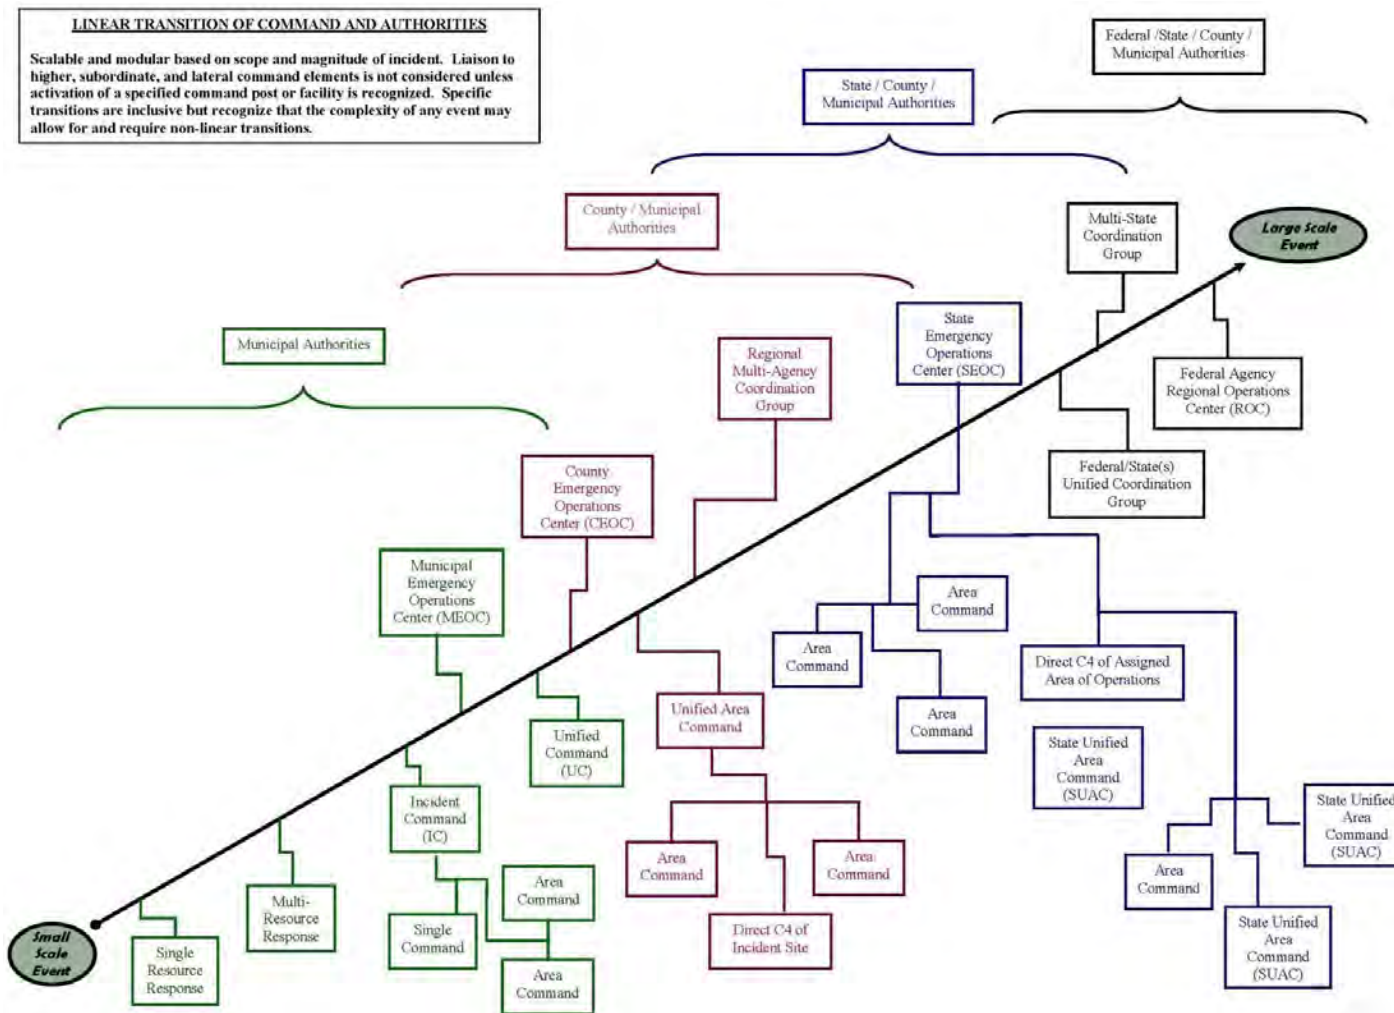 LINEAR TRANSITION OF COMMAND AND AUTHORITIES
Scalable and modular based on scope and magnitude of incident. Liaison to
higher, subordinate, and lateral command elements is not considered unless
activation of a specified command post or facility is recognized. Specific
transitions are inclusive but recognize that the complexity of any event may
allow for and require non-linear transitions.
Federal /State / County /
Municipal Authorities
State / County /
Municipal Authorities
County / Municipal
Authorities
Municipal Authorities
Multi-State
Coordination
Group
Large Scale
Event
State
Emergency
Operations
Center (SEOC)
Regional
Multi-Agency
Coordination
Group
Federal Agency
Regional Operations
Center (ROC)
Federal/State(s)
Unified Coordination
Group
County
Emergency
Operations
Center (CEOC)
Municipal
Emergency
Operations
Center (MEOC)
Area
Command
Area
Command
Area
Command
Direct C4 of Assigned
Area of Operations
Unified Area
Command
Unified
Command
(UC)
State Unified
Area
Command
(SUAC)
Incident
Command
(IC)
State Unified
Area
Command
(SUAC)
Area
Command
Area
Command
Area
Command
Area
Command
Multi-
Resource
Response
Single
Command
Direct C4 of
Incident Site
State Unified
Area
Command
(SUAC)
Small
Scale
Event
Single
Resource
Response
Area
Command